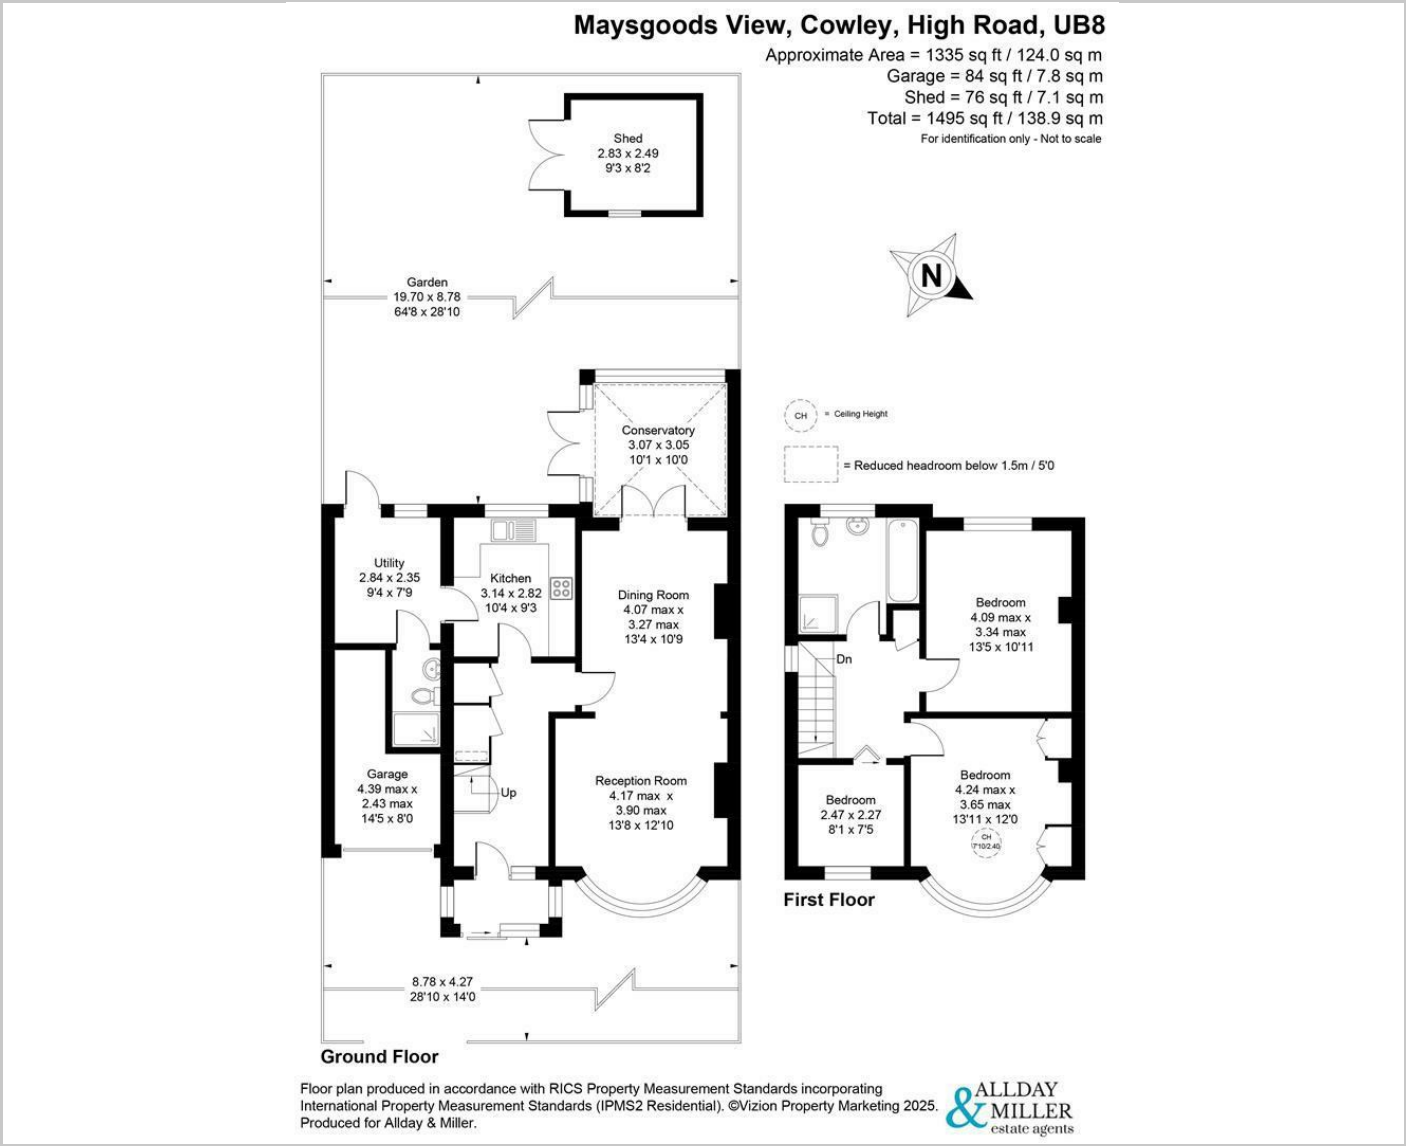 Maysgoods View, Cowley, High Road, UB8
Approximate Area = 1335 sq ft / 124.0 sq m
Garage = 84 sq ft / 7.8 sq m
Shed = 76 sq ft / 7.1 sq m
Total = 1495 sq ft / 138.9 sq m
For identification only - Not to scale
Shed
2.83 x 2.49
9'3 x 8'2
N
Garden
19.70 x 8.78
64'8 x 28'10
CH
= Ceiling Height
= Reduced headroom below 1.5m / 5'0
Conservatory
3.07 x 3.05
10'1 x 10'0
Utility
2.84 x 2.35
9'4 x 7'9
Kitchen
3.14 x 2.82
10'4 x 9'3
Dining Room
4.07 max x
3.27 max
13'4 x 10'9
Garage
4.39 max x
2.43 max
14'5 x 8'0
Up
Reception Room
4.17 max x
3.90 max
13'8 x 12'10
8.78 x 4.27
28'10 x 14'0
Ground Floor
Bedroom
4.09 max x
3.34 max
13'5 x 10'11
Dn
Bedroom
2.47 x 2.27
8'1 x 7'5
Bedroom
4.24 max x
3.65 max
13'11 x 12'0
CH
7'10/2.40
First Floor
Floor plan produced in accordance with RICS Property Measurement Standards incorporating
International Property Measurement Standards (IPMS2 Residential). ©Vizion Property Marketing 2025.
Produced for Allday & Miller.
ALLDAY
& MILLER
estate agents